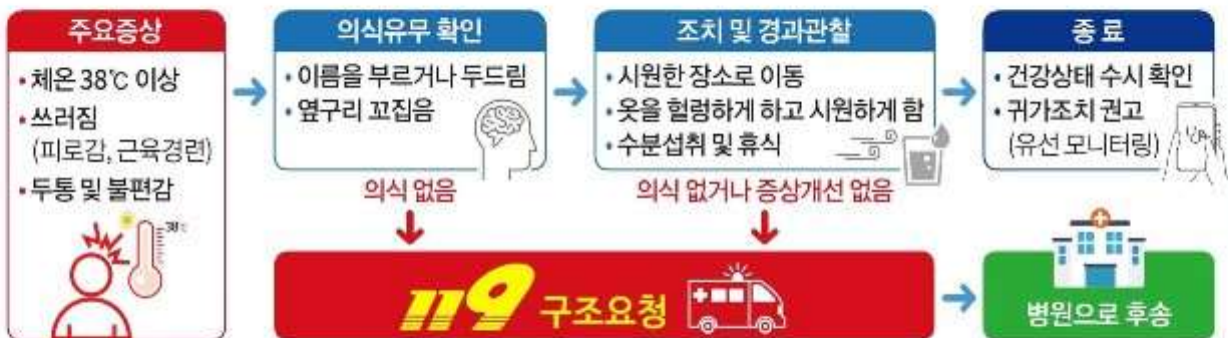 주요증상
• 체온 38℃ 이상
• 쓰러짐
(피로감, 근육경련)
• 두통 및 불편감
38℃
의식유무 확인
• 이름을 부르거나 두드림
• 옆구리 꼬집음
의식 없음
조치 및 경과관찰
• 시원한 장소로 이동
• 옷을 헐렁하게 하고 시원하게 함
• 수분섭취 및 휴식
의식 없거나 증상개선 없음
종료
• 건강상태 수시 확인
• 귀가조치 권고
(유선 모니터링)
119 구조요청
병원으로 후송